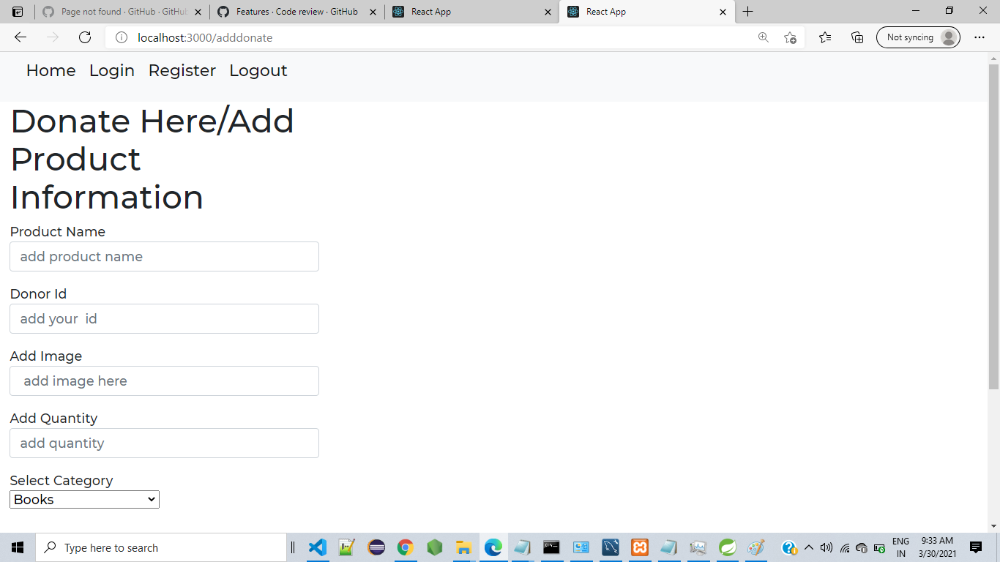 Page not found · GitHub · GitHub
Features · Code review · GitHub
React App
React App
localhost:3000/adddonate
Not syncing
Home Login Register Logout
Donate Here/Add
Product
Information
Product Name
add product name
Donor Id
add your  id
Add Image
add image here
Add Quantity
add quantity
Select Category
Books
Type here to search
ENG
IN
9:33 AM
3/30/2021